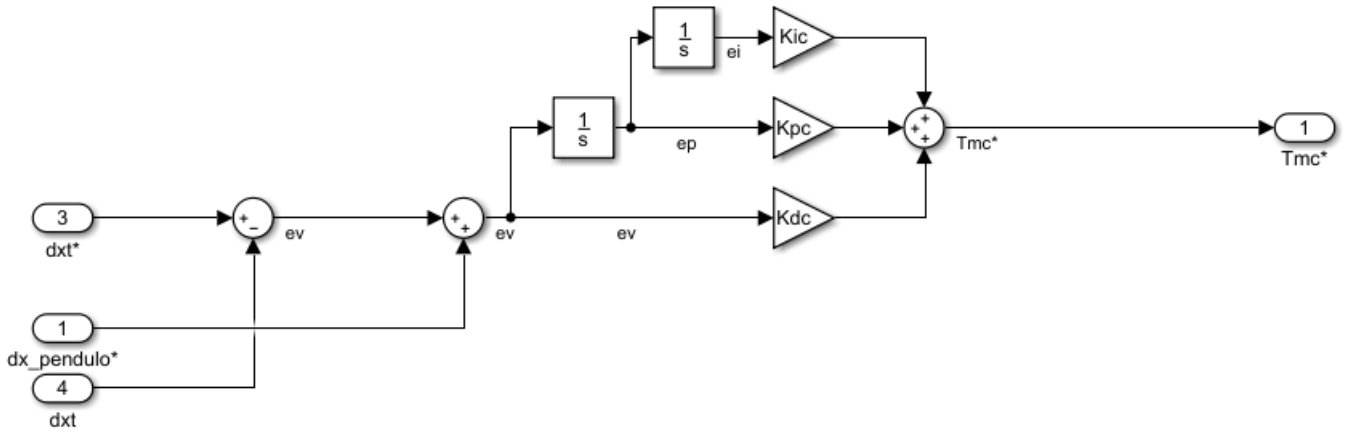 1
s
ei
Kic
1
s
ep
Kpc
+
+
+
Tmc*
1
Tmc*
3
dxt*
+
−
ev
+
+
ev
ev
Kdc
1
dx_pendulo*
4
dxt